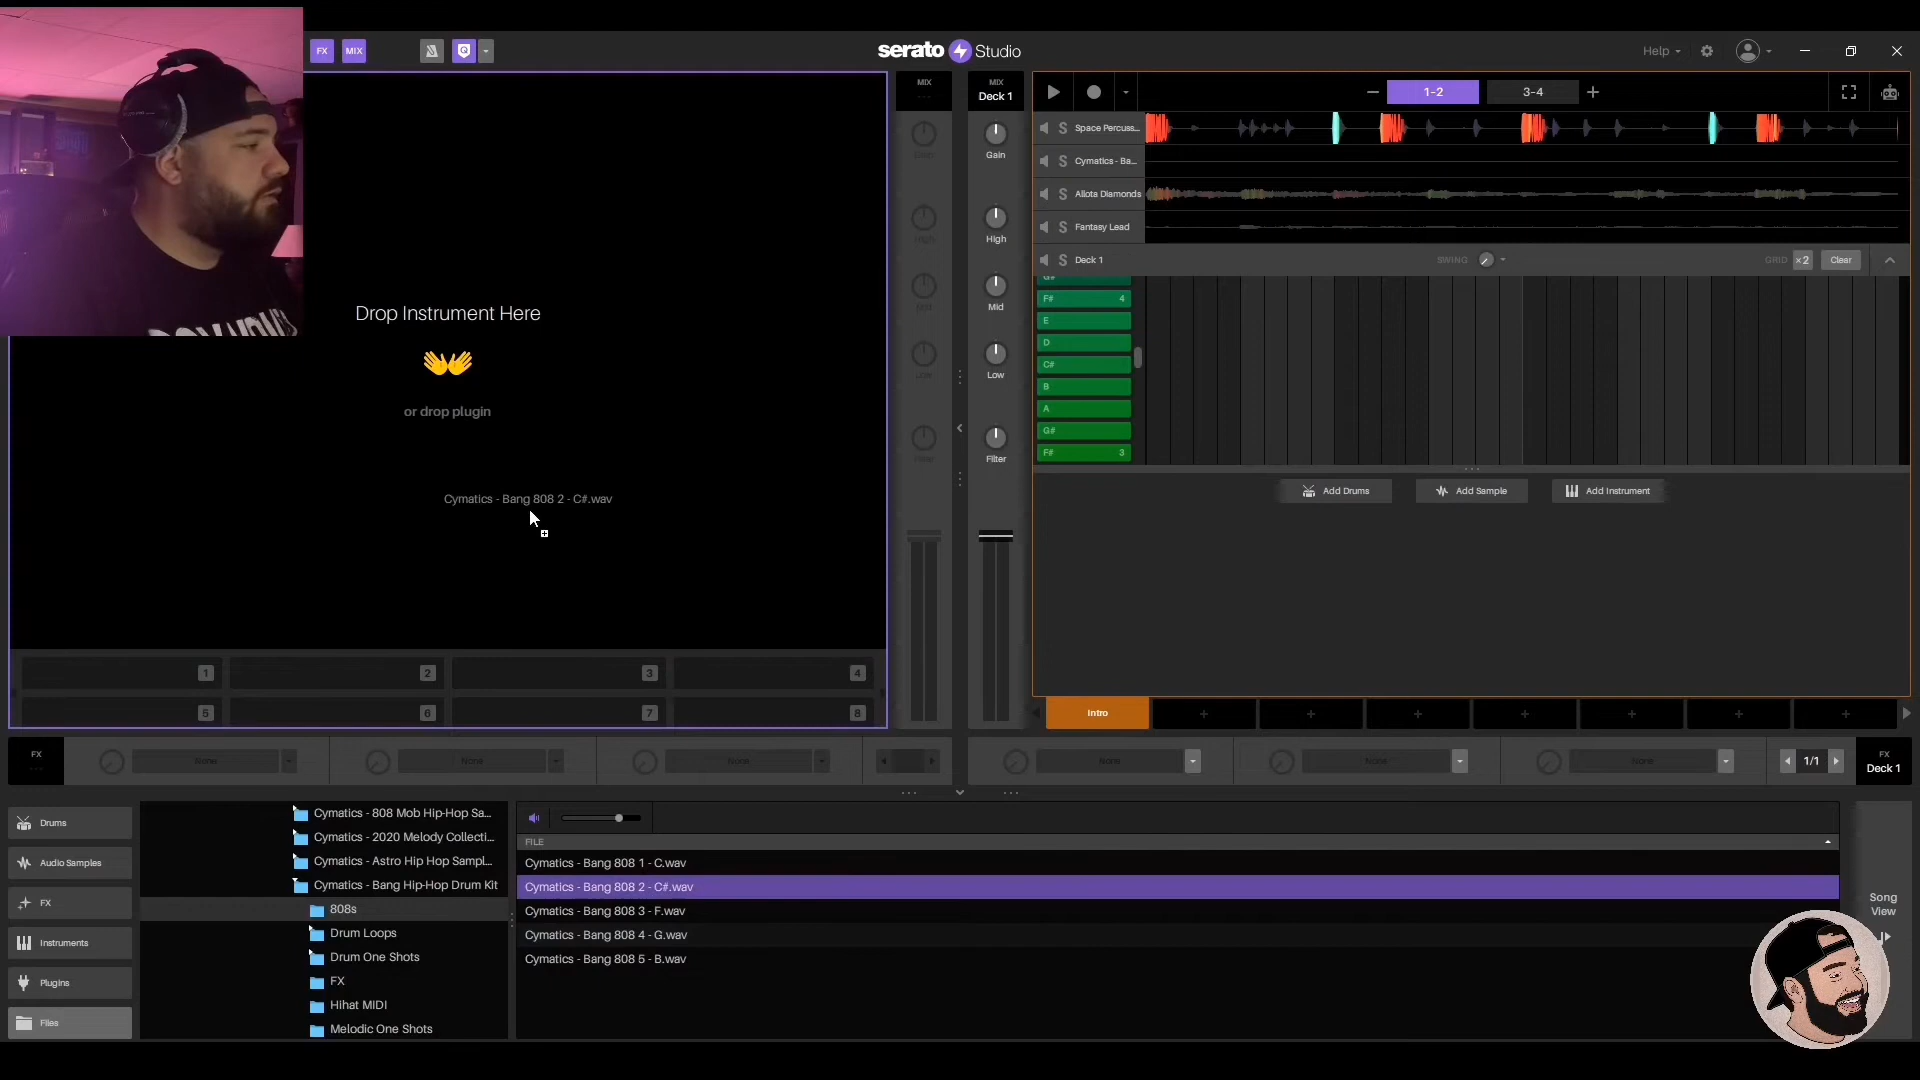 FX MIX
serato Studio
Help
MIX
MIX
Deck 1
1-2
3-4
Gain
High
Mid
Low
Filter
Space Percuss...
Cymatics - Ba...
Allota Diamonds
Fantasy Lead
Deck 1
SWING
GRID
x2
Clear
F# 4
E
D
C#
B
A
G#
F# 3
Drop Instrument Here
or drop plugin
Cymatics - Bang 808 2 - C#.wav
Add Drums
Add Sample
Add Instrument
1
2
3
4
5
6
7
8
Intro
FX
None
None
None
None
None
None
1/1
FX
Deck 1
Drums
Audio Samples
FX
Instruments
Plugins
Files
Cymatics - 808 Mob Hip-Hop Sa...
Cymatics - 2020 Melody Collecti...
Cymatics - Astro Hip Hop Sampl...
Cymatics - Bang Hip-Hop Drum Kit
808s
Drum Loops
Drum One Shots
FX
Hihat MIDI
Melodic One Shots
FILE
Cymatics - Bang 808 1 - C.wav
Cymatics - Bang 808 2 - C#.wav
Cymatics - Bang 808 3 - F.wav
Cymatics - Bang 808 4 - G.wav
Cymatics - Bang 808 5 - B.wav
Song
View